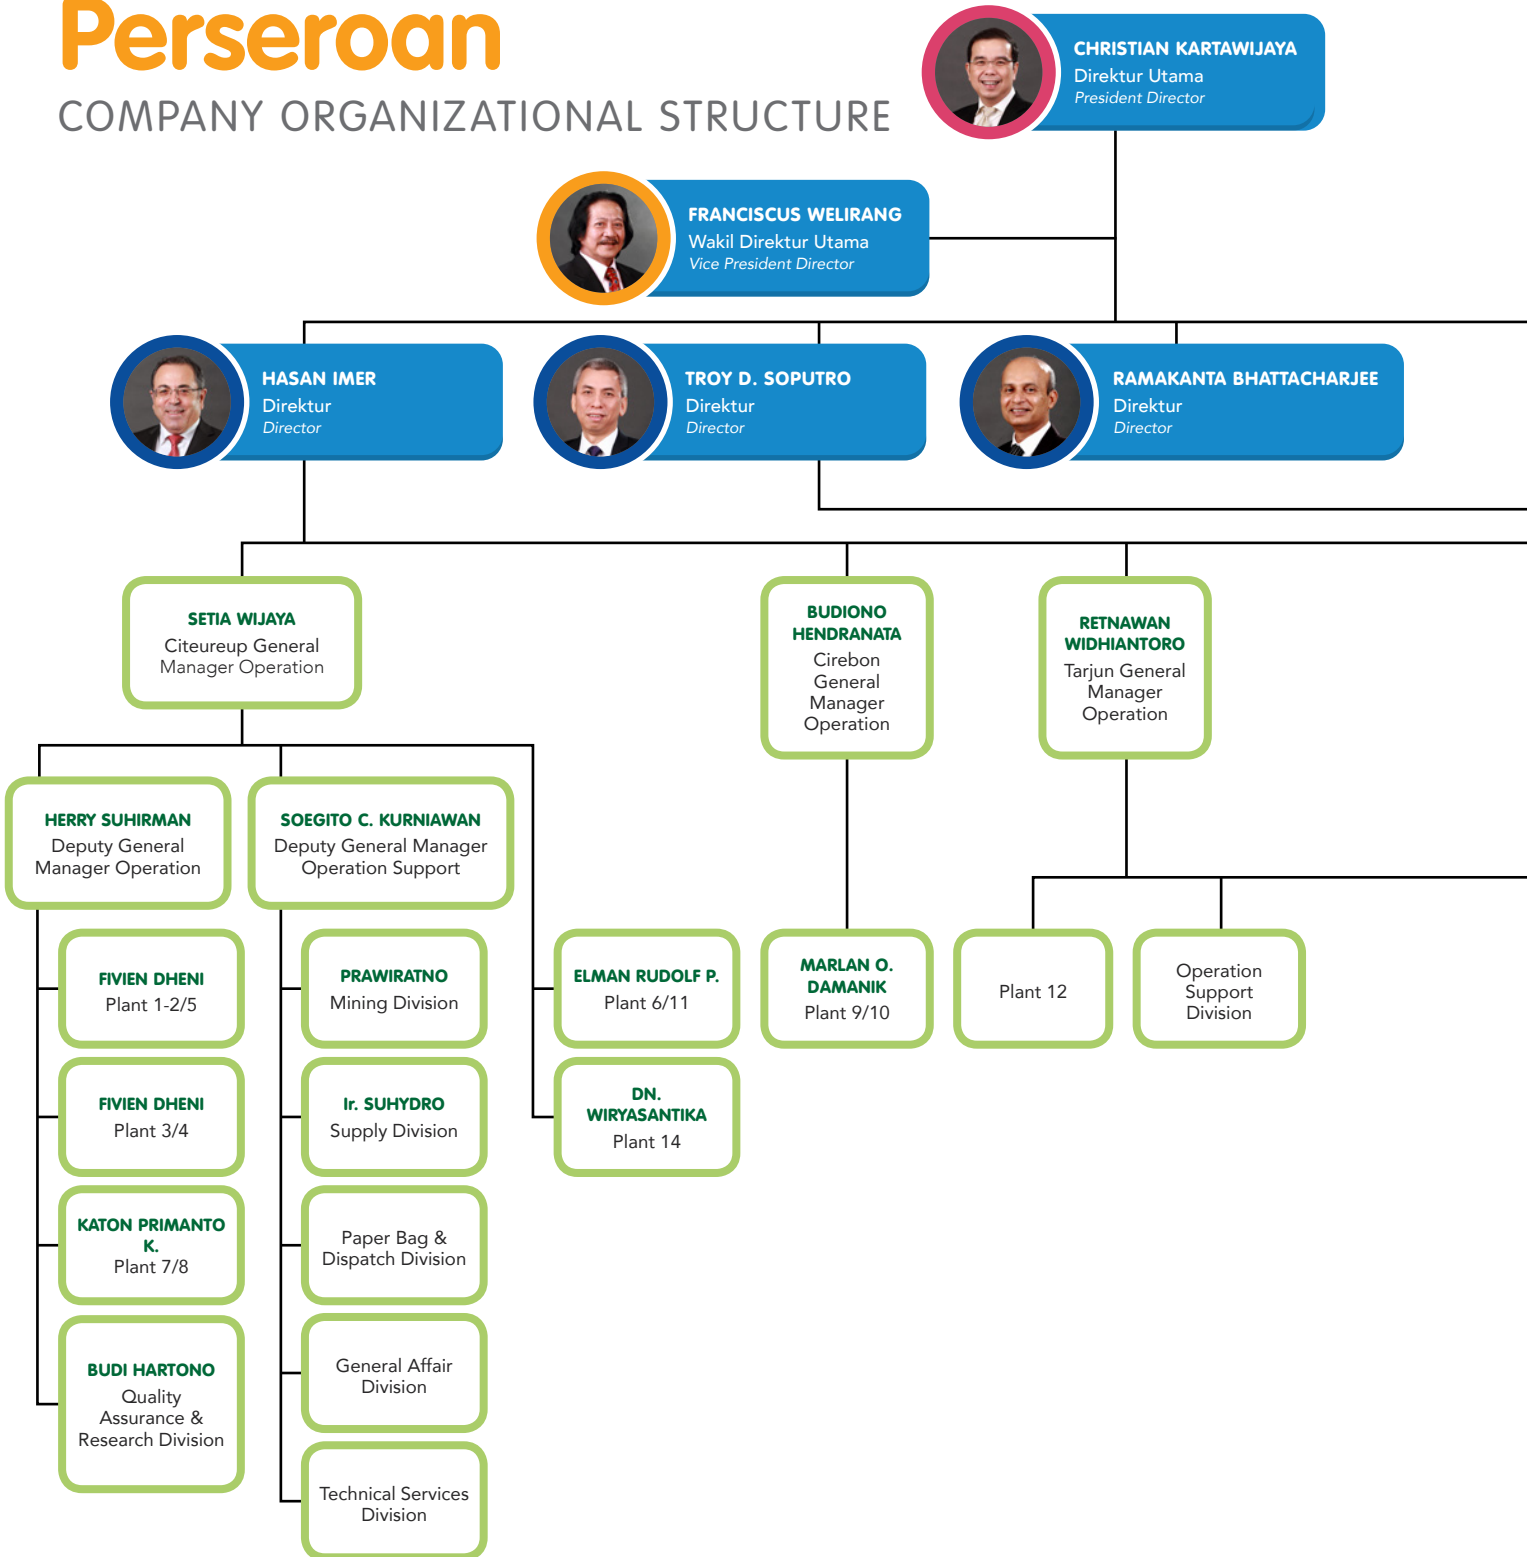 Perseroan
COMPANY ORGANIZATIONAL STRUCTURE
CHRISTIAN KARTAWIJAYA
Direktur Utama
President Director
FRANCISCUS WELIRANG
Wakil Direktur Utama
Vice President Director
HASAN IMER
Direktur
Director
TROY D. SOPUTRO
Direktur
Director
RAMAKANTA BHATTACHARJEE
Direktur
Director
SETIA WIJAYA
Citeureup General
Manager Operation
BUDIONO
HENDRANATA
Cirebon
General
Manager
Operation
RETNAWAN
WIDHIANTORO
Tarjun General
Manager
Operation
HERRY SUHIRMAN
Deputy General
Manager Operation
SOEGITO C. KURNIAWAN
Deputy General Manager
Operation Support
FIVIEN DHENI
Plant 1-2/5
PRAWIRATNO
Mining Division
ELMAN RUDOLF P.
Plant 6/11
MARLAN O.
DAMANIK
Plant 9/10
Plant 12
Operation
Support
Division
FIVIEN DHENI
Plant 3/4
Ir. SUHYDRO
Supply Division
DN.
WIRYASANTIKA
Plant 14
KATON PRIMANTO
K.
Plant 7/8
Paper Bag &
Dispatch Division
BUDI HARTONO
Quality
Assurance &
Research Division
General Affair
Division
Technical Services
Division